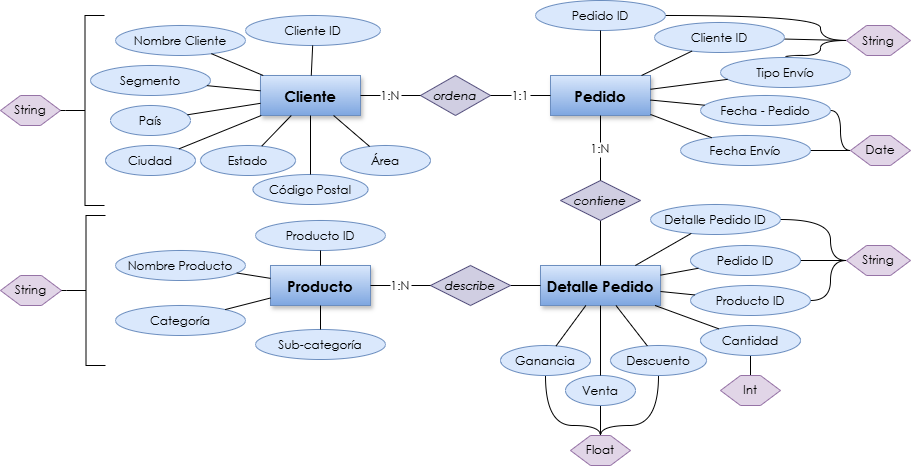 Pedido ID
Cliente ID
Nombre Cliente
Cliente ID
String
Segmento
Tipo Envío
Cliente
1:N
ordena
1:1
Pedido
String
País
Fecha - Pedido
Ciudad
Estado
Área
Fecha Envío
Date
1:N
Código Postal
contiene
Producto ID
Detalle Pedido ID
Nombre Producto
Pedido ID
String
String
Producto
1:N
describe
Detalle Pedido
Producto ID
Categoría
Sub-categoría
Cantidad
Ganancia
Descuento
Venta
Int
Float